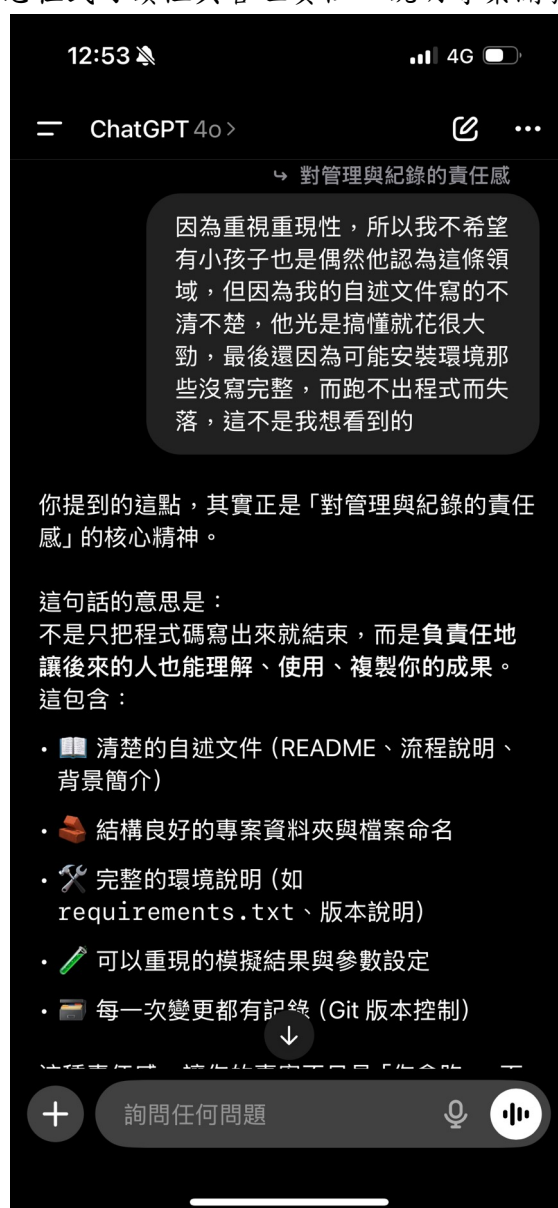 12:53
4G
ChatGPT 4o >
↳ 對管理與紀錄的責任感
因為重視重現性，所以我不希望
有小孩子也是偶然他認為這條領
域，但因為我的自述文件寫的不
清不楚，他光是搞懂就花很大
勁，最後還因為可能安裝環境那
些沒寫完整，而跑不出程式而失
落，這不是我想看到的
你提到的這點，其實正是「對管理與紀錄的責任
感」的核心精神。
這句話的意思是：
不是只把程式碼寫出來就結束，而是負責任地
讓後來的人也能理解、使用、複製你的成果。
這包含：
• 📖 清楚的自述文件（README、流程說明、
背景簡介）
• 🧱 結構良好的專案資料夾與檔案命名
• 🛠 完整的環境說明（如
requirements.txt、版本說明）
• 🧪 可以重現的模擬結果與參數設定
• 🗃 每一次變更都有記錄（Git 版本控制）
詢問任何問題